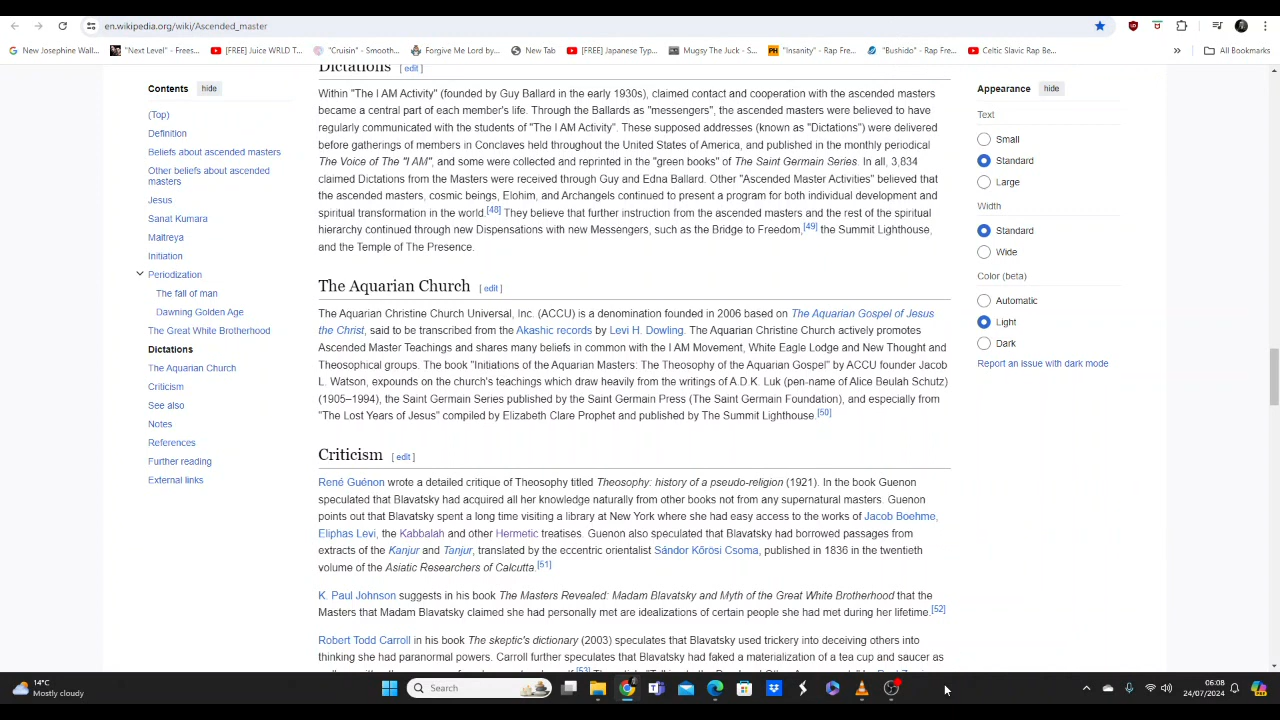 en.wikipedia.org/wiki/Ascended_master
New Josephine Wall...
"Next Level" - Frees...
[FREE] Juice WRLD T...
"Cruisin" - Smooth...
Forgive Me Lord by...
New Tab
[FREE] Japanese Typ...
Mugsy The Juck - S...
"Insanity" - Rap Fre...
"Bushido" - Rap Fre...
Celtic Slavic Rap Be...
»
All Bookmarks
Contents hide
(Top)
Definition
Beliefs about ascended masters
Other beliefs about ascended
masters
Jesus
Sanat Kumara
Maitreya
Initiation
Periodization
The fall of man
Dawning Golden Age
The Great White Brotherhood
Dictations
The Aquarian Church
Criticism
See also
Notes
References
Further reading
External links
Dictations [ edit ]
Within "The I AM Activity" (founded by Guy Ballard in the early 1930s), claimed contact and cooperation with the ascended masters
became a central part of each member's life. Through the Ballards as "messengers", the ascended masters were believed to have
regularly communicated with the students of "The I AM Activity". These supposed addresses (known as "Dictations") were delivered
before gatherings of members in Conclaves held throughout the United States of America, and published in the monthly periodical
The Voice of The "I AM", and some were collected and reprinted in the "green books" of The Saint Germain Series. In all, 3,834
claimed Dictations from the Masters were received through Guy and Edna Ballard. Other "Ascended Master Activities" believed that
the ascended masters, cosmic beings, Elohim, and Archangels continued to present a program for both individual development and
spiritual transformation in the world.[48] They believe that further instruction from the ascended masters and the rest of the spiritual
hierarchy continued through new Dispensations with new Messengers, such as the Bridge to Freedom,[49] the Summit Lighthouse,
and the Temple of The Presence.
The Aquarian Church [ edit ]
The Aquarian Christine Church Universal, Inc. (ACCU) is a denomination founded in 2006 based on The Aquarian Gospel of Jesus
the Christ, said to be transcribed from the Akashic records by Levi H. Dowling. The Aquarian Christine Church actively promotes
Ascended Master Teachings and shares many beliefs in common with the I AM Movement, White Eagle Lodge and New Thought and
Theosophical groups. The book "Initiations of the Aquarian Masters: The Theosophy of the Aquarian Gospel" by ACCU founder Jacob
L. Watson, expounds on the church's teachings which draw heavily from the writings of A.D.K. Luk (pen-name of Alice Beulah Schutz)
(1905–1994), the Saint Germain Series published by the Saint Germain Press (The Saint Germain Foundation), and especially from
"The Lost Years of Jesus" compiled by Elizabeth Clare Prophet and published by The Summit Lighthouse.[50]
Criticism [ edit ]
René Guénon wrote a detailed critique of Theosophy titled Theosophy: history of a pseudo-religion (1921). In the book Guenon
speculated that Blavatsky had acquired all her knowledge naturally from other books not from any supernatural masters. Guenon
points out that Blavatsky spent a long time visiting a library at New York where she had easy access to the works of Jacob Boehme,
Eliphas Levi, the Kabbalah and other Hermetic treatises. Guenon also speculated that Blavatsky had borrowed passages from
extracts of the Kanjur and Tanjur, translated by the eccentric orientalist Sándor Kőrösi Csoma, published in 1836 in the twentieth
volume of the Asiatic Researchers of Calcutta.[51]
K. Paul Johnson suggests in his book The Masters Revealed: Madam Blavatsky and Myth of the Great White Brotherhood that the
Masters that Madam Blavatsky claimed she had personally met are idealizations of certain people she had met during her lifetime.[52]
Robert Todd Carroll in his book The skeptic's dictionary (2003) speculates that Blavatsky used trickery into deceiving others into
thinking she had paranormal powers. Carroll further speculates that Blavatsky had faked a materialization of a tea cup and saucer as
Appearance hide
Text
Small
Standard
Large
Width
Standard
Wide
Color (beta)
Automatic
Light
Dark
Report an issue with dark mode
14°C
Mostly cloudy
Search
06:08
24/07/2024